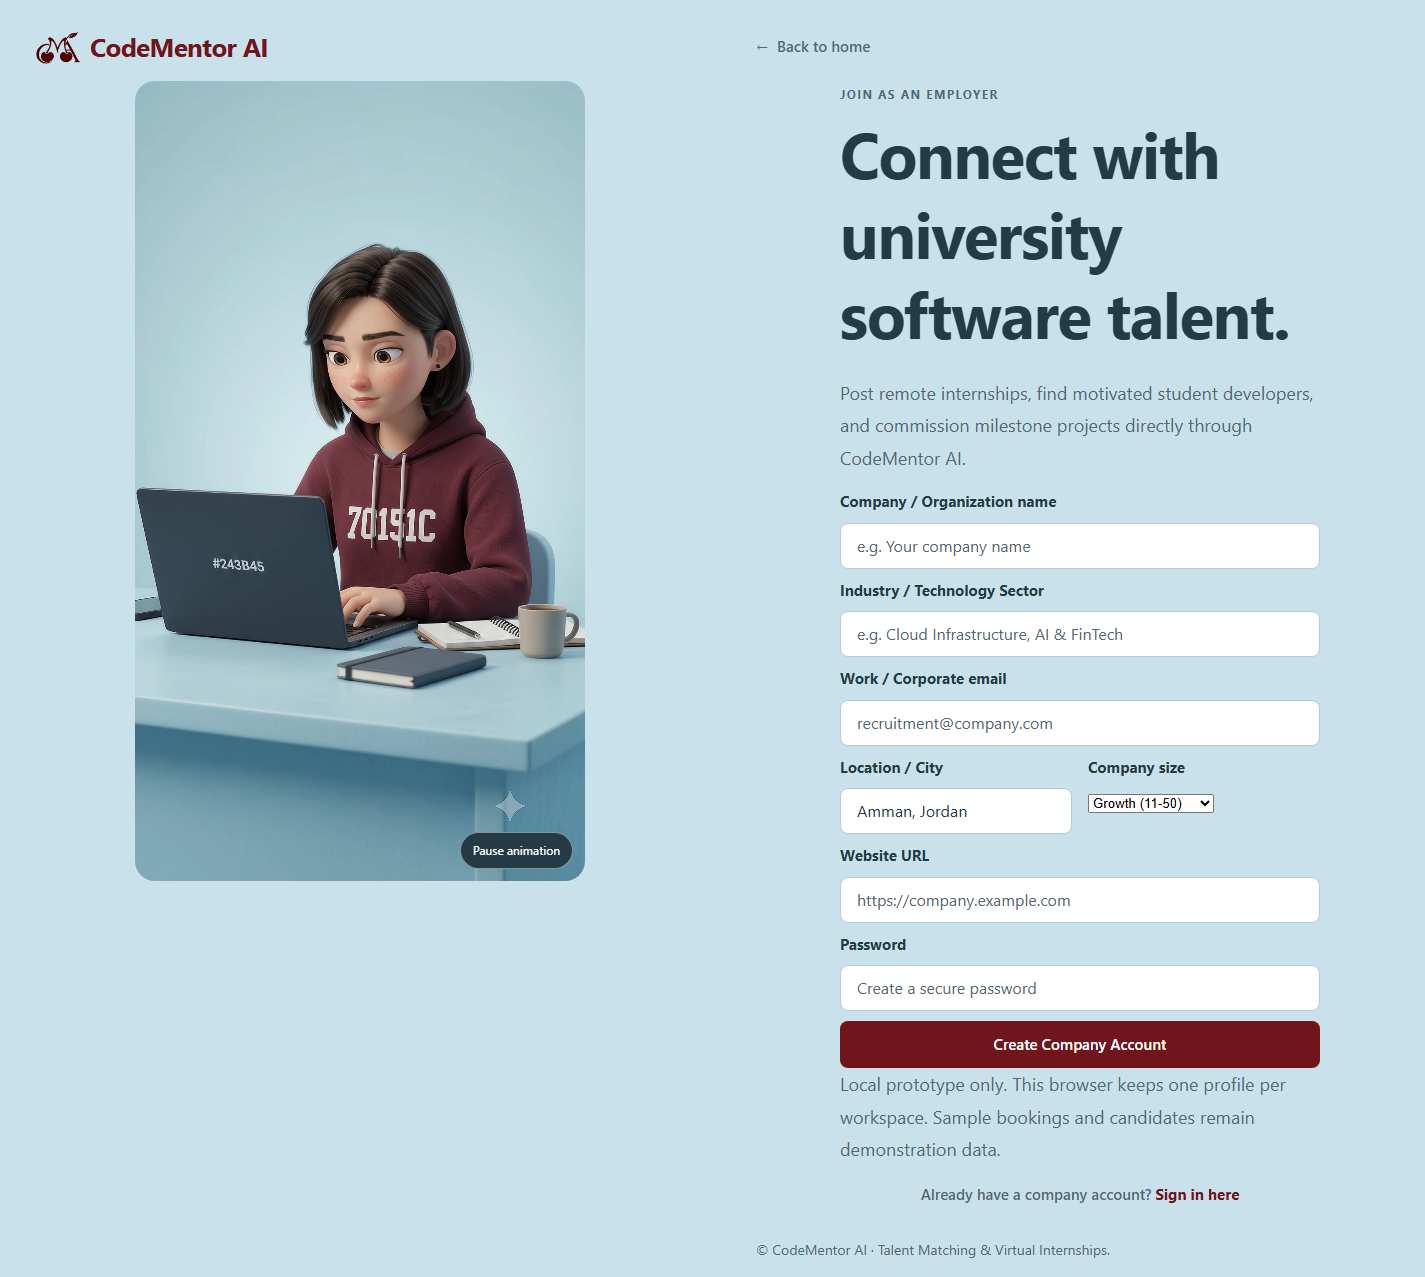 CodeMentor AI
← Back to home
JOIN AS AN EMPLOYER
Connect with
university
software talent.
Post remote internships, find motivated student developers,
and commission milestone projects directly through
CodeMentor AI.
Company / Organization name
e.g. Your company name
Industry / Technology Sector
e.g. Cloud Infrastructure, AI & FinTech
Work / Corporate email
recruitment@company.com
Location / City
Company size
Amman, Jordan
Growth (11-50)
Website URL
https://company.example.com
Password
Create a secure password
Create Company Account
Local prototype only. This browser keeps one profile per
workspace. Sample bookings and candidates remain
demonstration data.
Already have a company account? Sign in here
© CodeMentor AI · Talent Matching & Virtual Internships.
70151C
#243B45
Pause animation